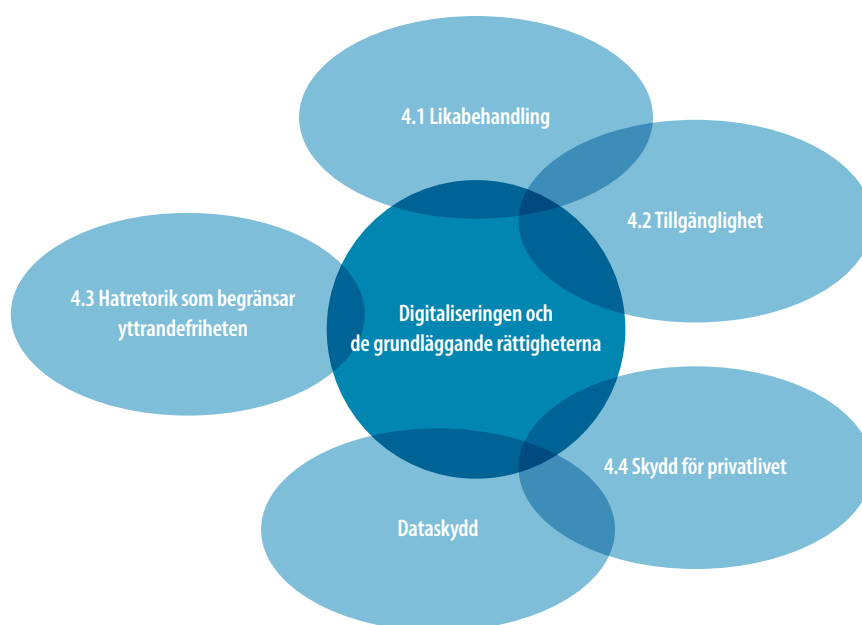 4.1 Likabehandling
4.2 Tillgänglighet
4.3 Hatretorik som begränsar
yttrandefriheten
Digitaliseringen och
de grundläggande rättigheterna
4.4 Skydd för privatlivet
Dataskydd